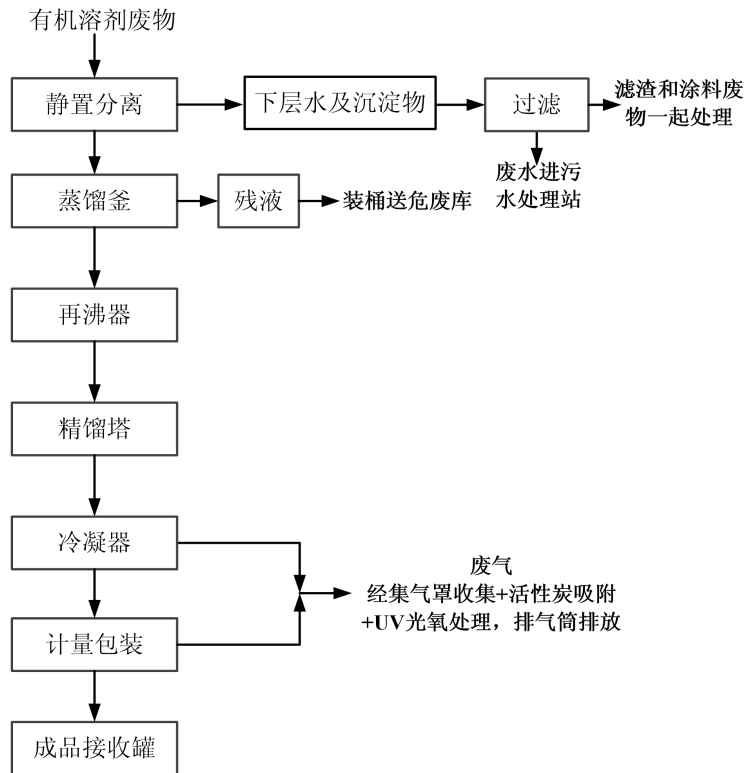 有机溶剂废物
静置分离
下层水及沉淀物
过滤
滤渣和涂料废
物一起处理
废水进污
水处理站
蒸馏釜
残液
装桶送危废库
再沸器
精馏塔
冷凝器
废气
经集气罩收集+活性炭吸附
+UV光氧处理，排气筒排放
计量包装
成品接收罐